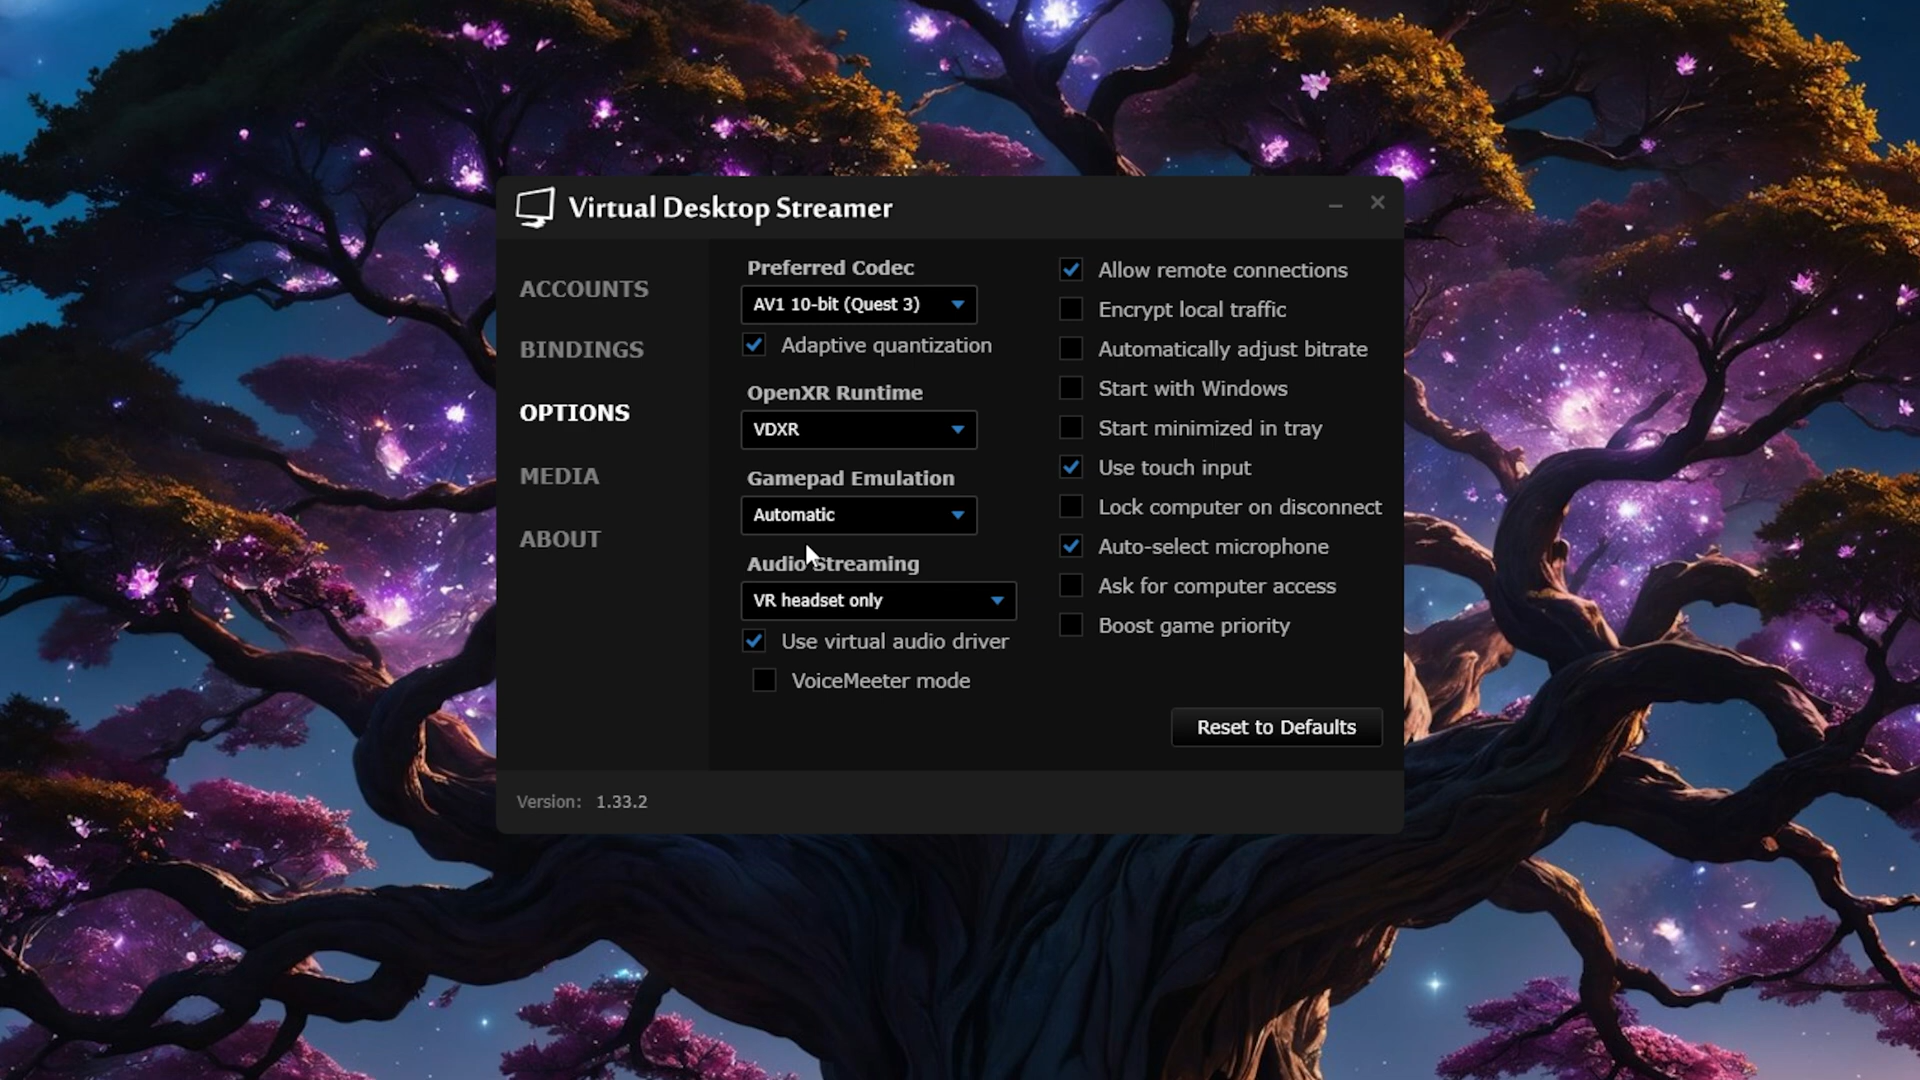 Virtual Desktop Streamer
ACCOUNTS
BINDINGS
OPTIONS
MEDIA
ABOUT
Preferred Codec
AV1 10-bit (Quest 3)
Adaptive quantization
OpenXR Runtime
VDXR
Gamepad Emulation
Automatic
Audio Streaming
VR headset only
Use virtual audio driver
VoiceMeeter mode
Allow remote connections
Encrypt local traffic
Automatically adjust bitrate
Start with Windows
Start minimized in tray
Use touch input
Lock computer on disconnect
Auto-select microphone
Ask for computer access
Boost game priority
Reset to Defaults
Version: 1.33.2